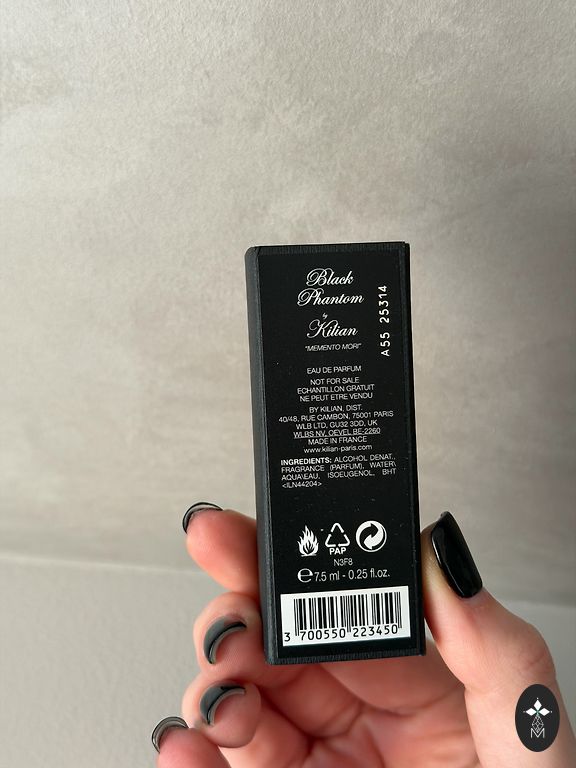 Black
Phantom
by
Kilian
"MEMENTO MORI"
A55 25314
EAU DE PARFUM
NOT FOR SALE
ECHANTILLON GRATUIT
NE PEUT ETRE VENDU
BY KILIAN, DIST.
40/48, RUE CAMBON, 75001 PARIS
WLB LTD, GU32 3DD, UK
WLBS NV, OEVEL BE-2260
MADE IN FRANCE
www.kilian-paris.com
INGREDIENTS: ALCOHOL DENAT.,
FRAGRANCE (PARFUM), WATER\
AQUA\EAU, ISOEUGENOL, BHT
<ILN44204>
PAP
N3F8
℮ 7.5 ml - 0.25 fl.oz.
3 700550 223450
M